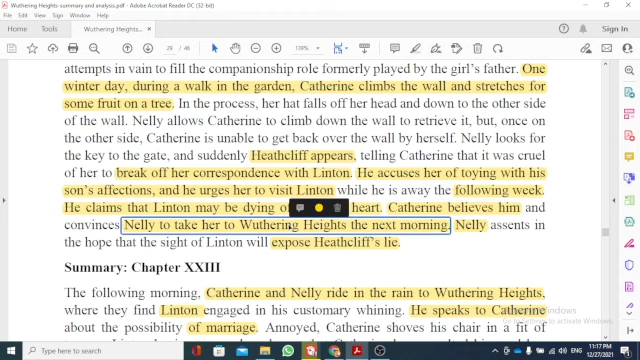 Wuthering Heights-summary and analysis.pdf - Adobe Acrobat Reader DC (32-bit)
File Edit View Sign Window Help
Home Tools Wuthering Heights-... × Sign In
29 / 46 139% Share
attempts in vain to fill the companionship role formerly played by the girl's father. One
winter day, during a walk in the garden, Catherine climbs the wall and stretches for
some fruit on a tree. In the process, her hat falls off her head and down to the other side
of the wall. Nelly allows Catherine to climb down the wall to retrieve it, but, once on
the other side, Catherine is unable to get back over the wall by herself. Nelly looks for
the key to the gate, and suddenly Heathcliff appears, telling Catherine that it was cruel
of her to break off her correspondence with Linton. He accuses her of toying with his
son's affections, and he urges her to visit Linton while he is away the following week.
He claims that Linton may be dying of heart. Catherine believes him and
convinces Nelly to take her to Wuthering Heights the next morning. Nelly assents in
the hope that the sight of Linton will expose Heathcliff's lie.
Summary: Chapter XXIII
The following morning, Catherine and Nelly ride in the rain to Wuthering Heights,
where they find Linton engaged in his customary whining. He speaks to Catherine
about the possibility of marriage. Annoyed, Catherine shoves his chair in a fit of
Windows
Go to Settings to activate Windows.
Type here to search
11:17 PM
12/27/2021